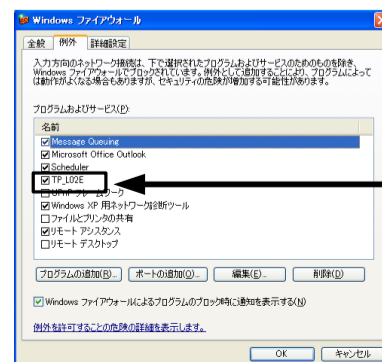 Windows ファイアウォール
全般 例外 詳細設定
入力方向のネットワーク接続は、下で選択されたプログラムおよびサービスのためのものを除き、
Windows ファイアウォールでブロックされています。例外として追加することにより、プログラムによって
は動作がよくなる場合もありますが、セキュリティの危険が増加する可能性があります。
プログラムおよびサービス(P):
名前
Message Queuing
Microsoft Office Outlook
Scheduler
TP_L02E
UPnP フレームワーク
Windows XP 用ネットワーク診断ツール
ファイルとプリンタの共有
リモート アシスタンス
リモート デスクトップ
プログラムの追加(R)... ポートの追加(O)... 編集(E)... 削除(D)
Windows ファイアウォールによるプログラムのブロック時に通知を表示する(N)
例外を許可することの危険の詳細を表示します。
OK キャンセル